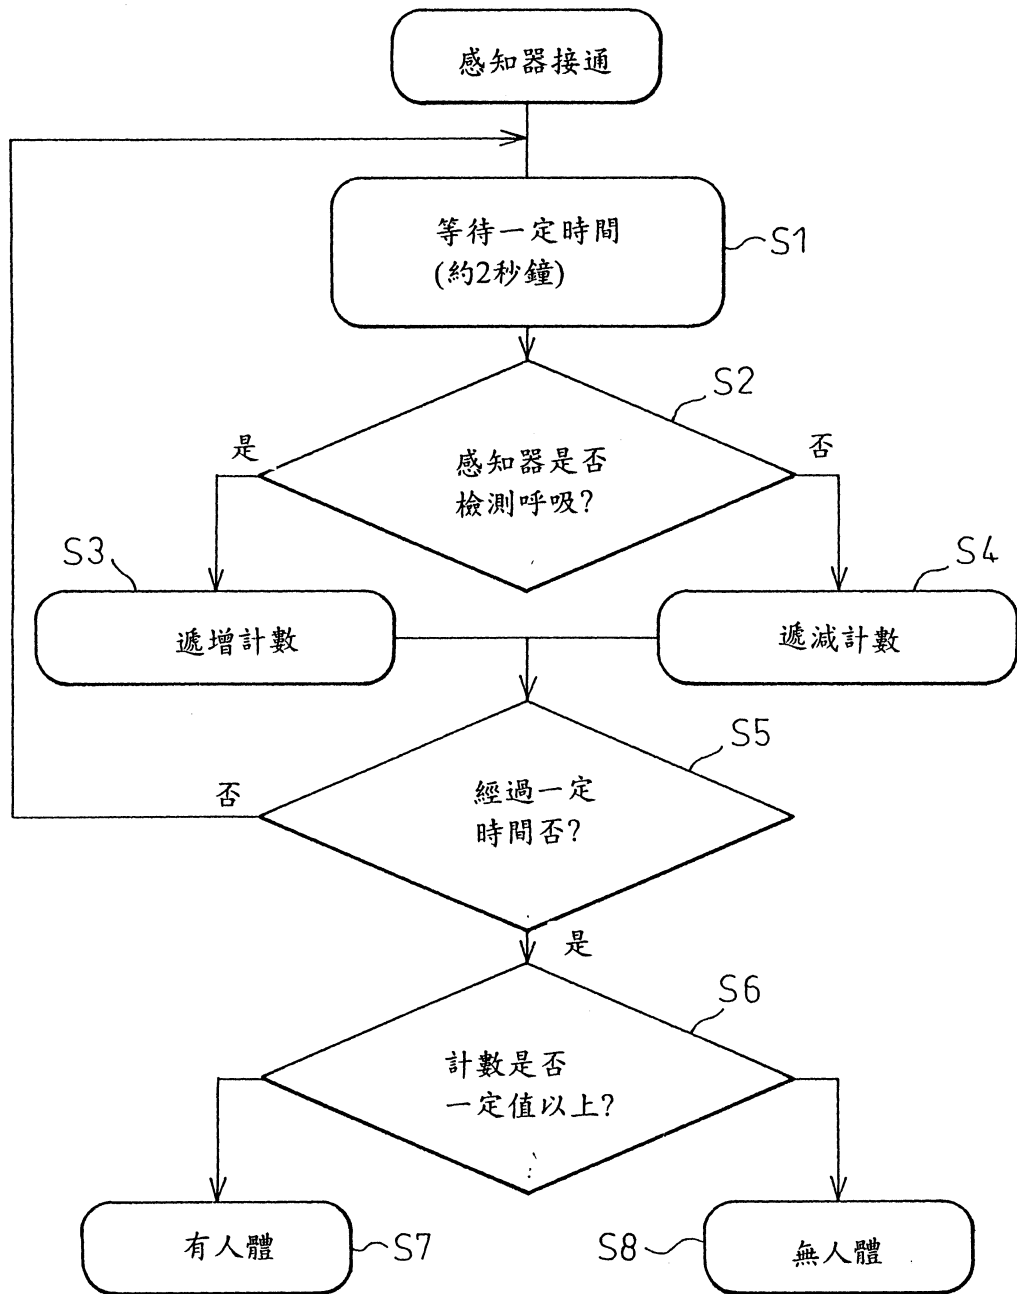 感知器接通
等待一定時間
(約2秒鐘)
S1
S2
是
否
感知器是否
檢測呼吸?
S3
S4
遞增計數
遞減計數
S5
否
經過一定
時間否?
是
S6
計數是否
一定值以上?
有人體
S7
S8
無人體